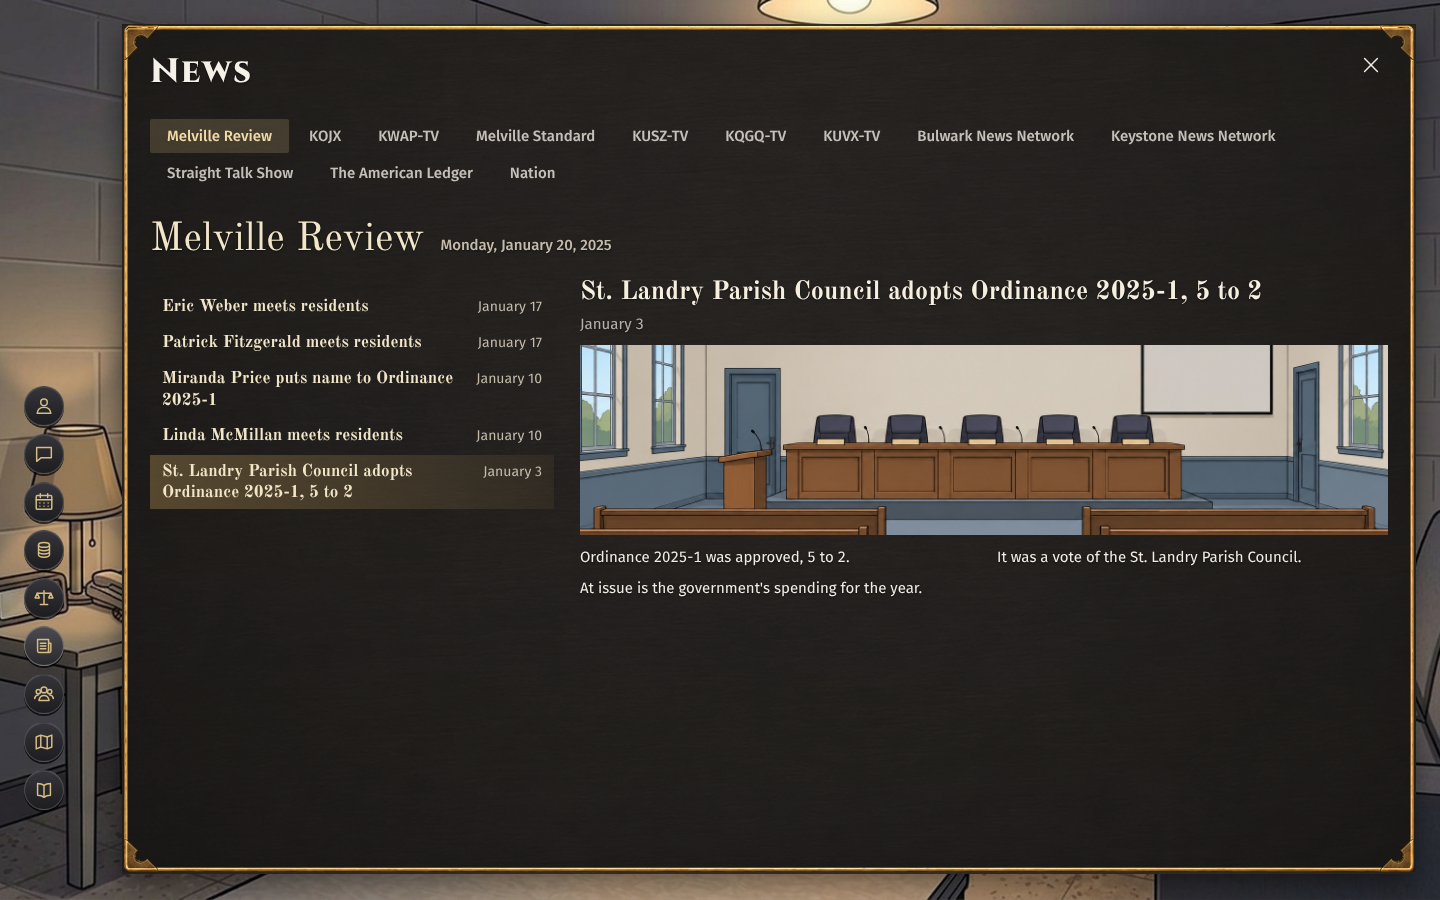 News
Melville Review KOJX KWAP-TV Melville Standard KUSZ-TV KQGQ-TV KUVX-TV Bulwark News Network Keystone News Network
Straight Talk Show The American Ledger Nation
Melville Review Monday, January 20, 2025
Eric Weber meets residents January 17
Patrick Fitzgerald meets residents January 17
Miranda Price puts name to Ordinance January 10
2025-1
Linda McMillan meets residents January 10
St. Landry Parish Council adopts January 3
Ordinance 2025-1, 5 to 2
St. Landry Parish Council adopts Ordinance 2025-1, 5 to 2
January 3
Ordinance 2025-1 was approved, 5 to 2.
It was a vote of the St. Landry Parish Council.
At issue is the government's spending for the year.